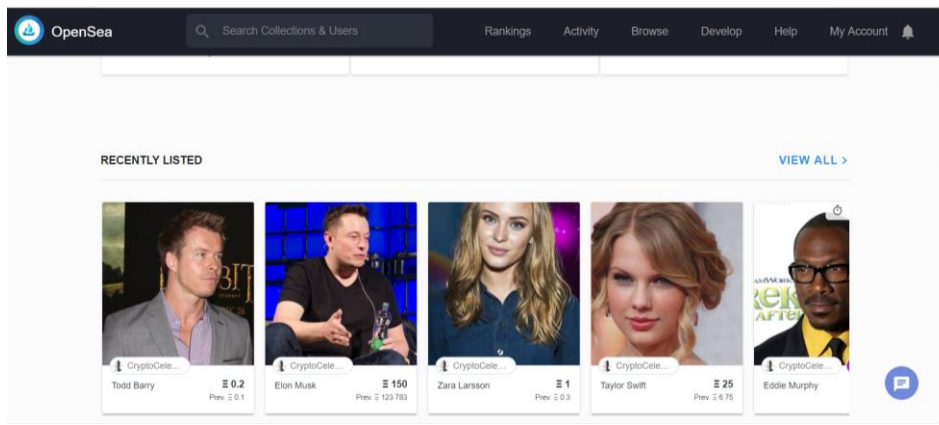 OpenSea
Search Collections & Users
Rankings
Activity
Browse
Develop
Help
My Account
RECENTLY LISTED
VIEW ALL >
CryptoCele...
Todd Barry
Ξ 0.2
Prev. Ξ 0.1
CryptoCele...
Elon Musk
Ξ 150
Prev. Ξ 123.783
CryptoCele...
Zara Larsson
Ξ 1
Prev. Ξ 0.3
CryptoCele...
Taylor Swift
Ξ 25
Prev. Ξ 6.75
CryptoCele...
Eddie Murphy